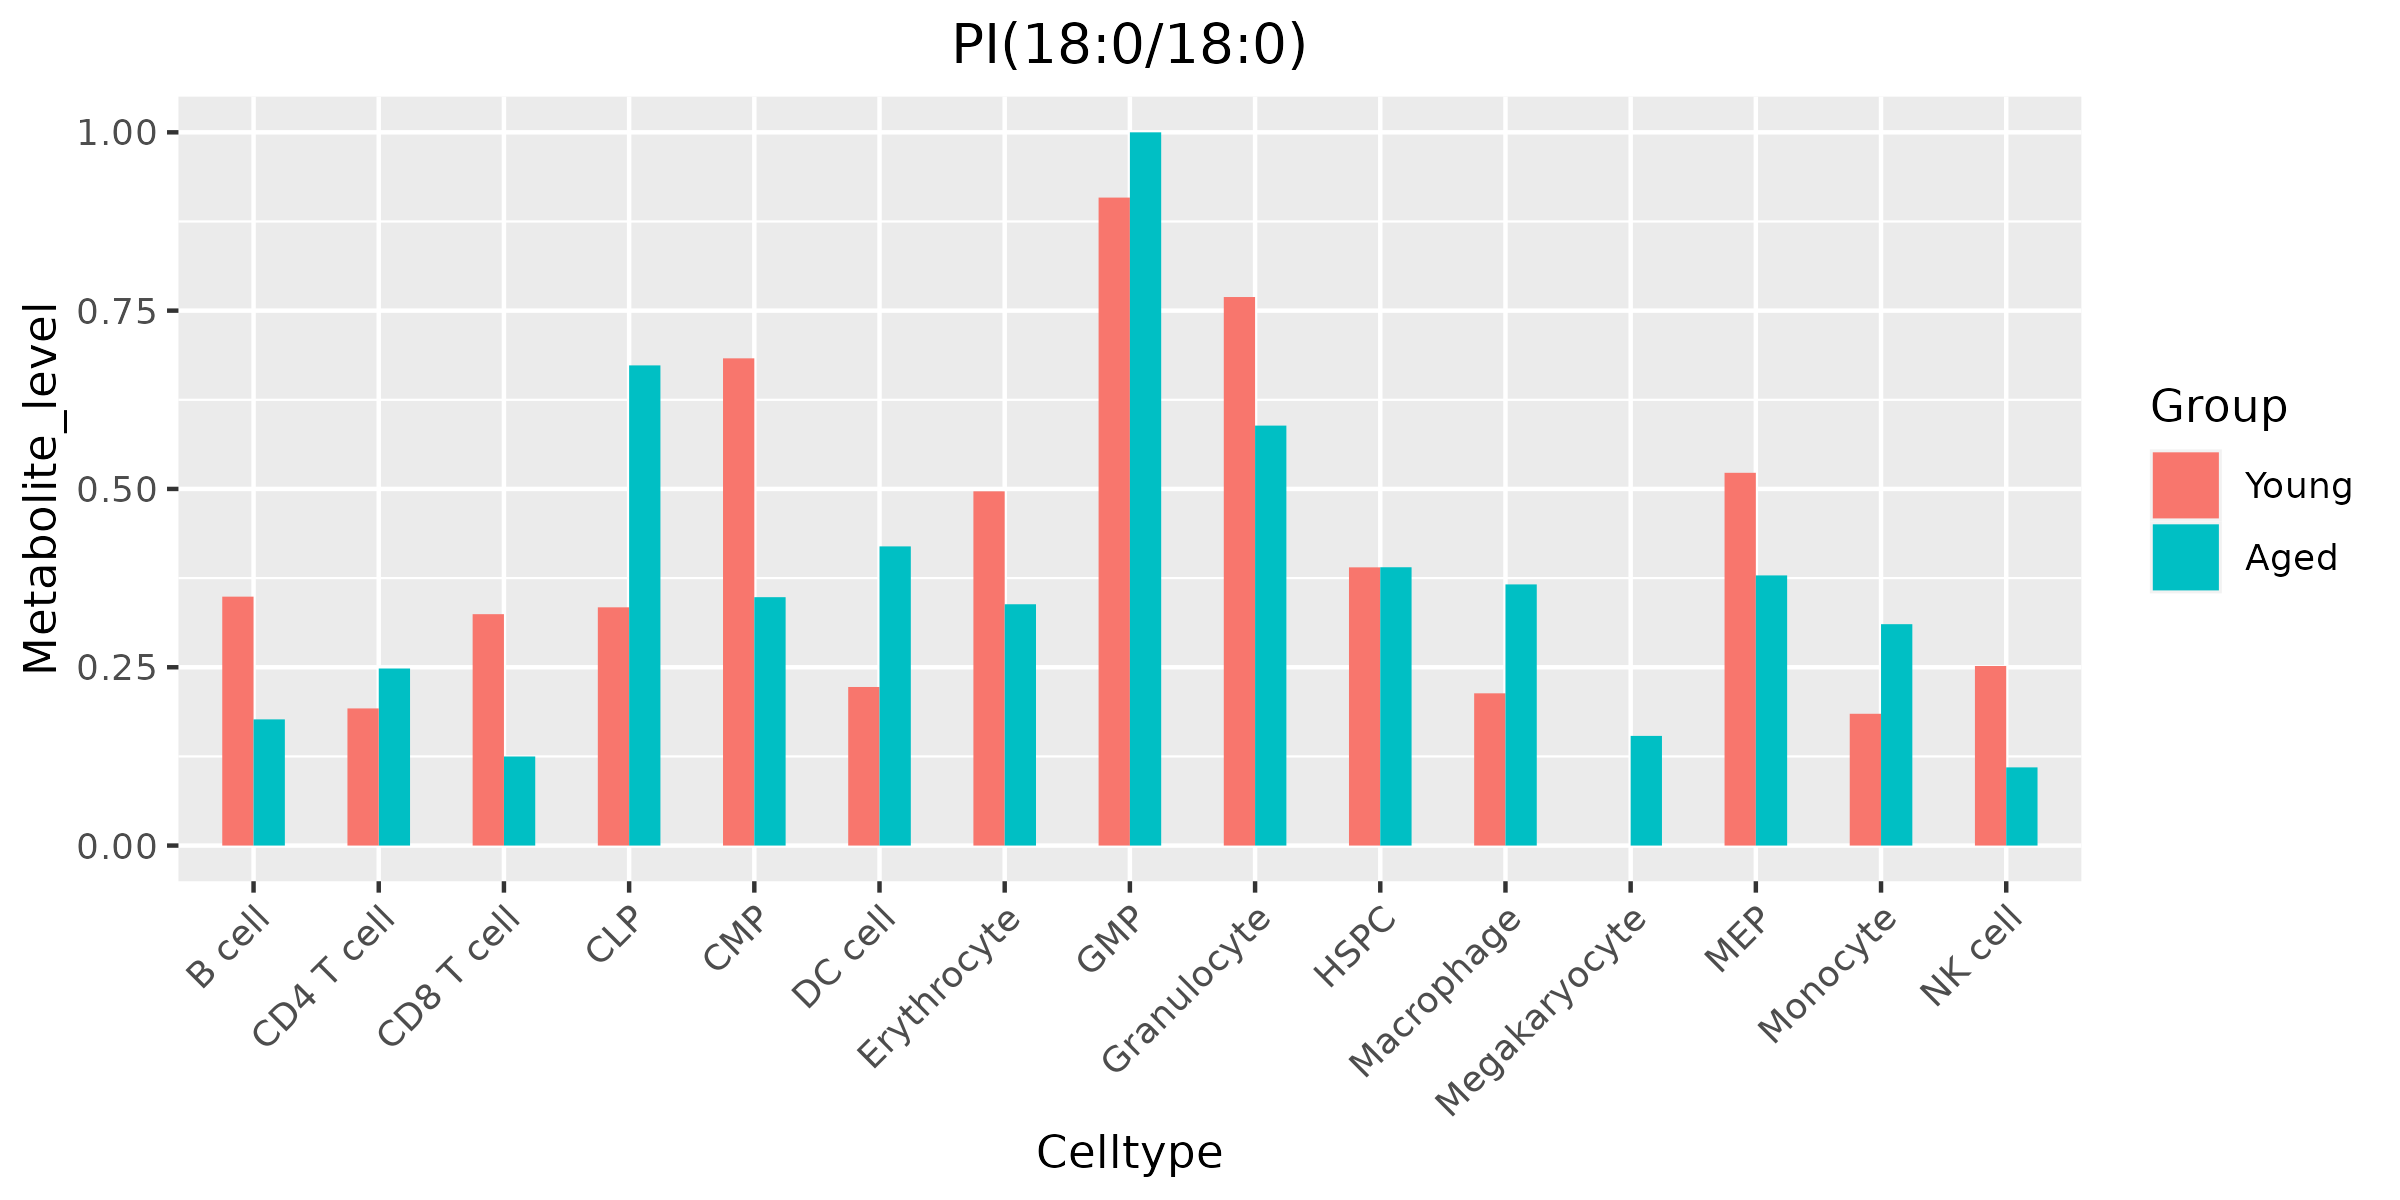 PI(18:0/18:0)
Metabolite_level
1.00
0.75
0.50
0.25
0.00
B cell
CD4 T cell
CD8 T cell
CLP
CMP
DC cell
Erythrocyte
GMP
Granulocyte
HSPC
Macrophage
Megakaryocyte
MEP
Monocyte
NK cell
Celltype
Group
Young
Aged